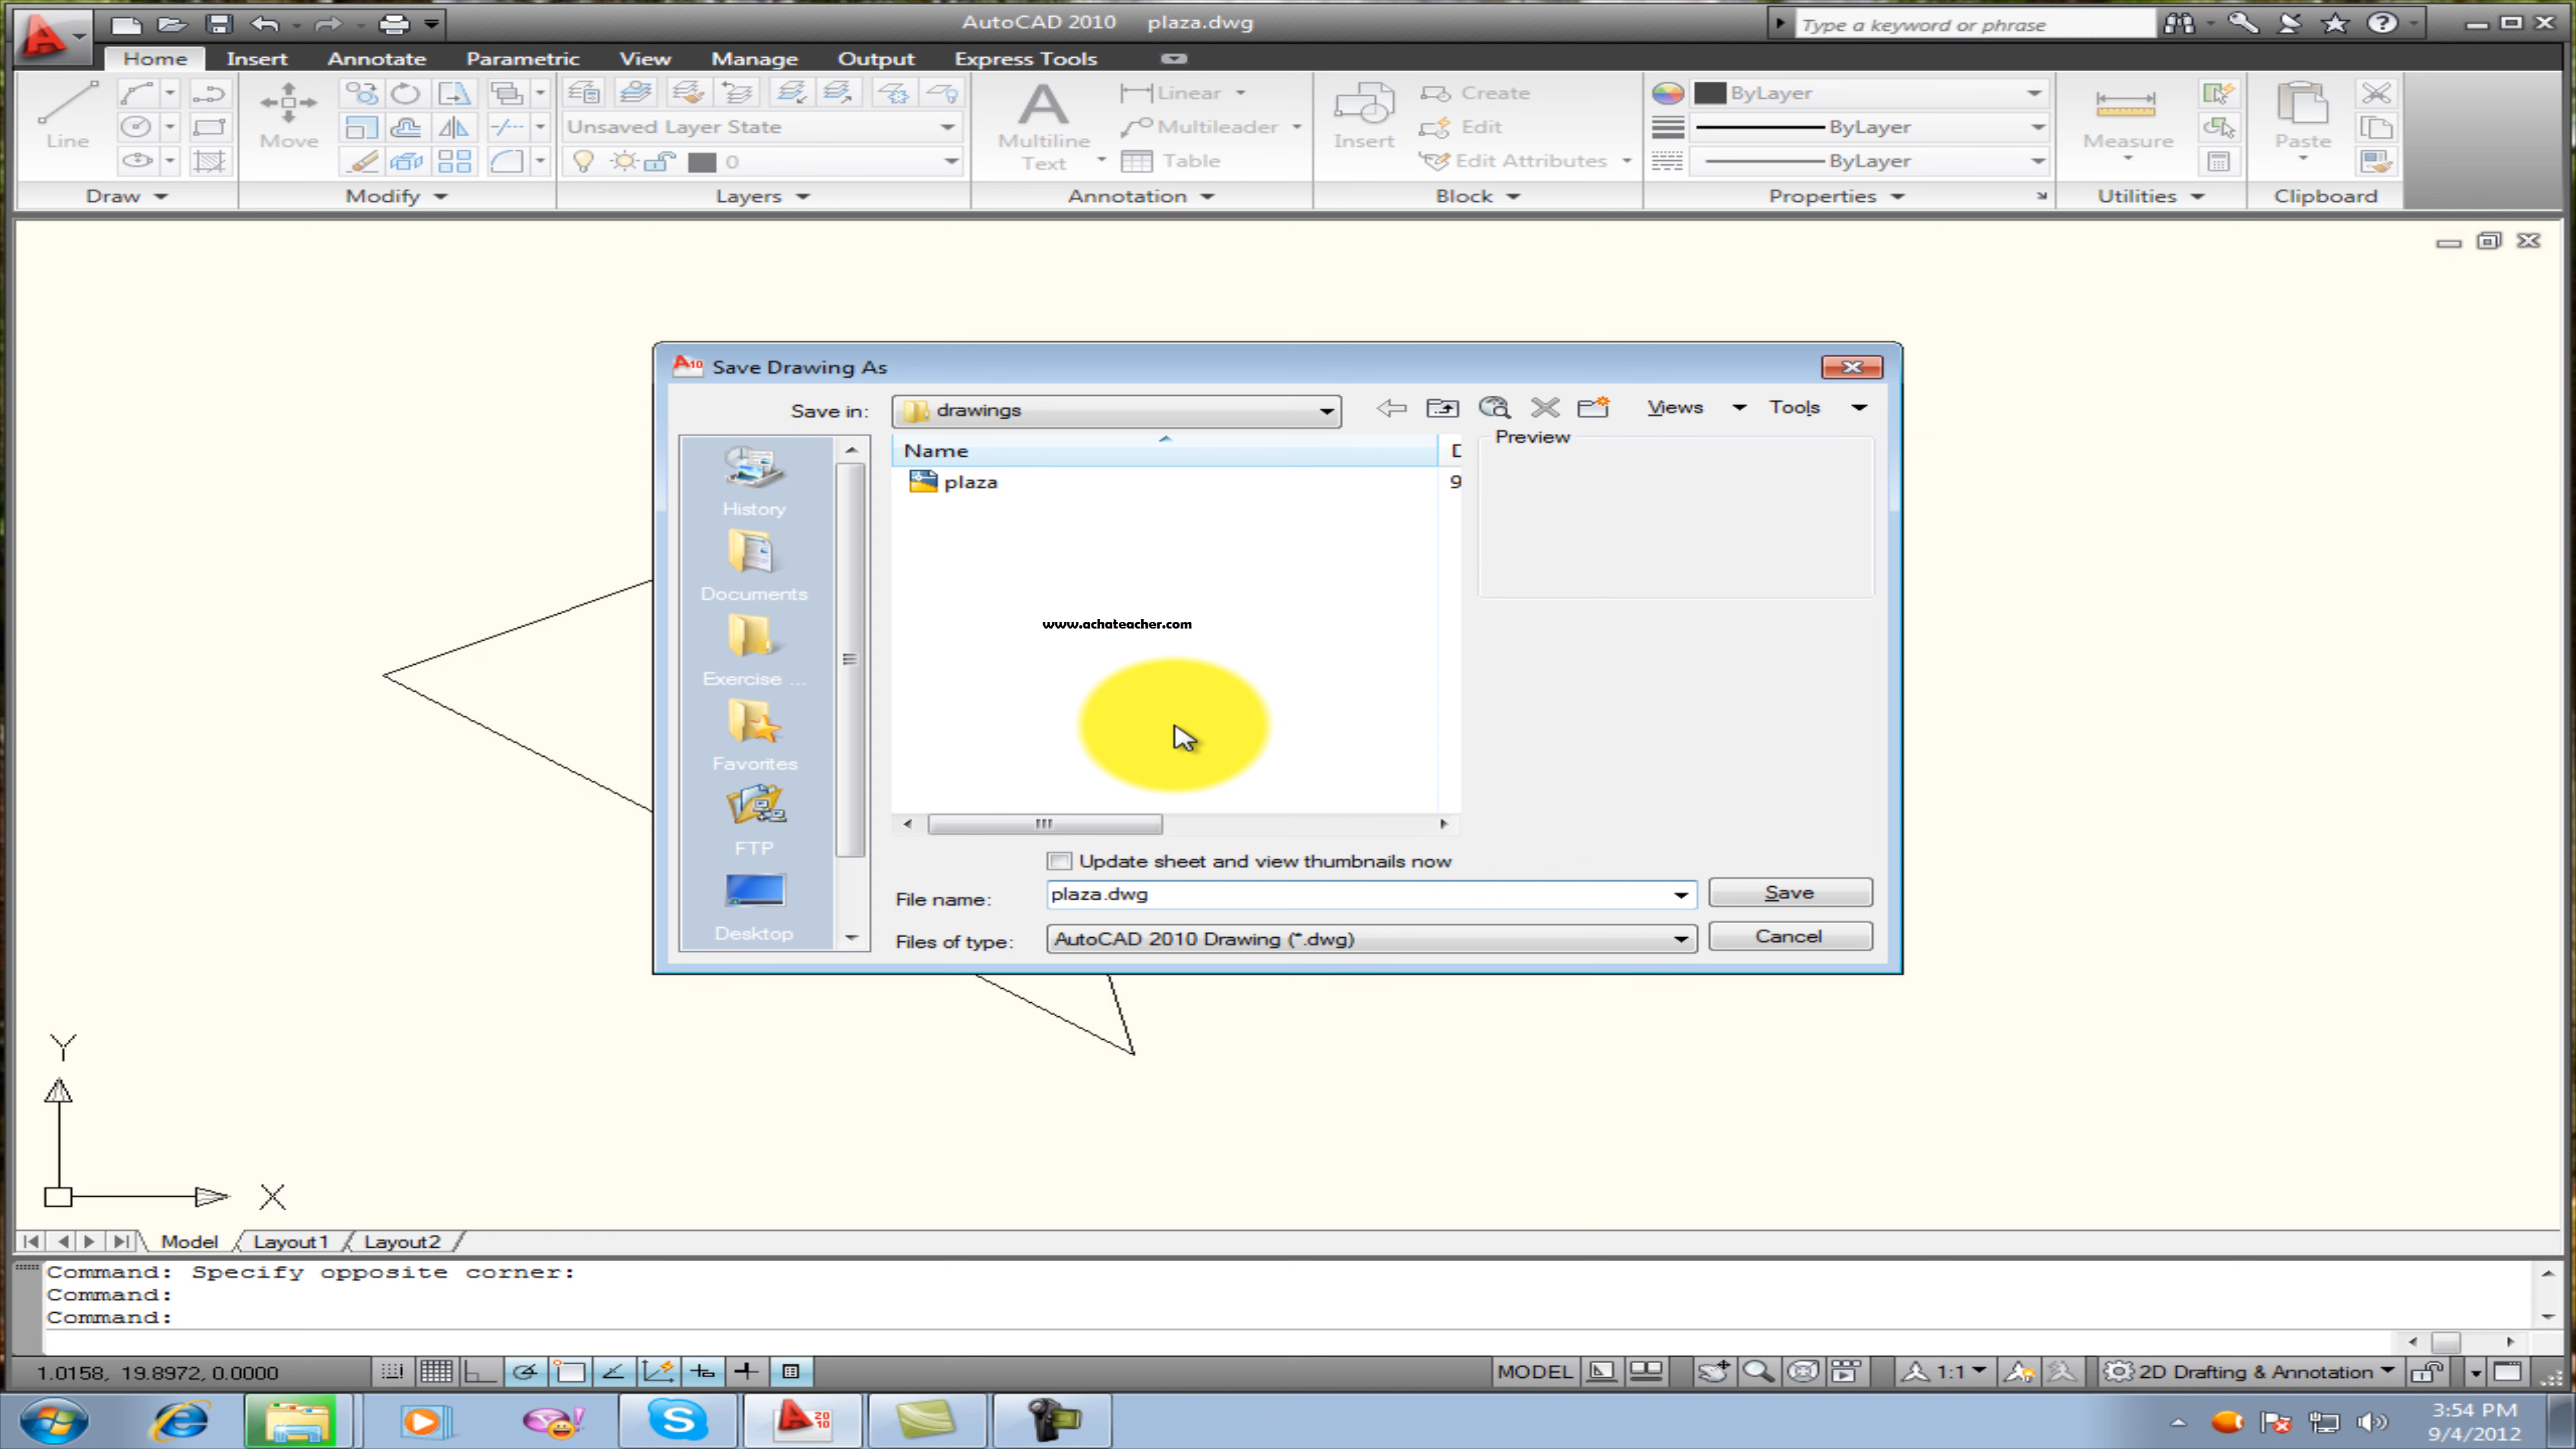 AutoCAD 2010 plaza.dwg
Type a keyword or phrase
Home Insert Annotate Parametric View Manage Output Express Tools
Line
Move
Unsaved Layer State
0
Multiline
Text
Linear
Multileader
Table
Insert
Create
Edit
Edit Attributes
ByLayer
ByLayer
ByLayer
Measure
Paste
Draw Modify Layers Annotation Block Properties Utilities Clipboard
A10 Save Drawing As
Save in: drawings Views Tools
Name D Preview
plaza 9
History
Documents
Exercise ...
Favorites
FTP
Desktop
www.achateacher.com
Update sheet and view thumbnails now
File name: plaza.dwg Save
Files of type: AutoCAD 2010 Drawing (*.dwg) Cancel
Y
X
Model Layout1 Layout2
Command: Specify opposite corner:
Command:
Command:
1.0158, 19.8972, 0.0000 MODEL 1:1 2D Drafting & Annotation
2010
3:54 PM
9/4/2012